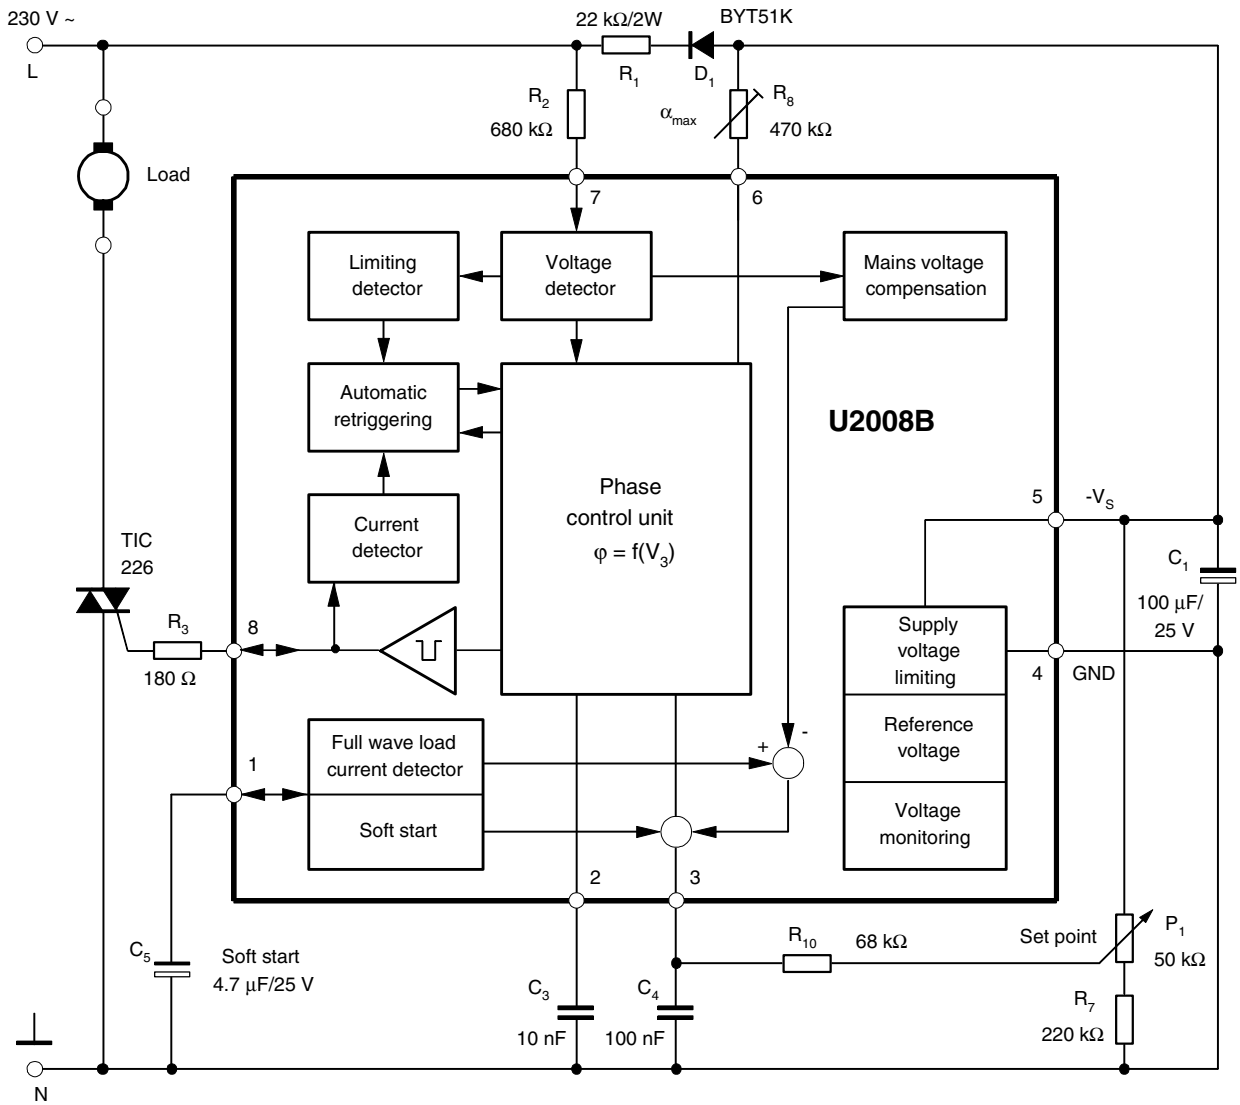 230 V ~
22 kΩ/2W
BYT51K
L
R1
D1
R2
680 kΩ
αmax
R8
470 kΩ
Load
7
6
Limiting
detector
Voltage
detector
Mains voltage
compensation
Automatic
retriggering
U2008B
Phase
control unit
φ = f(V3)
Current
detector
5
-VS
TIC
226
C1
100 μF/
25 V
R3
180 Ω
8
Supply
voltage
limiting
4
GND
Reference
voltage
Voltage
monitoring
1
Full wave load
current detector
+
-
Soft start
2
3
C5
Soft start
4.7 μF/25 V
R10
68 kΩ
Set point
P1
50 kΩ
C3
10 nF
C4
100 nF
R7
220 kΩ
N